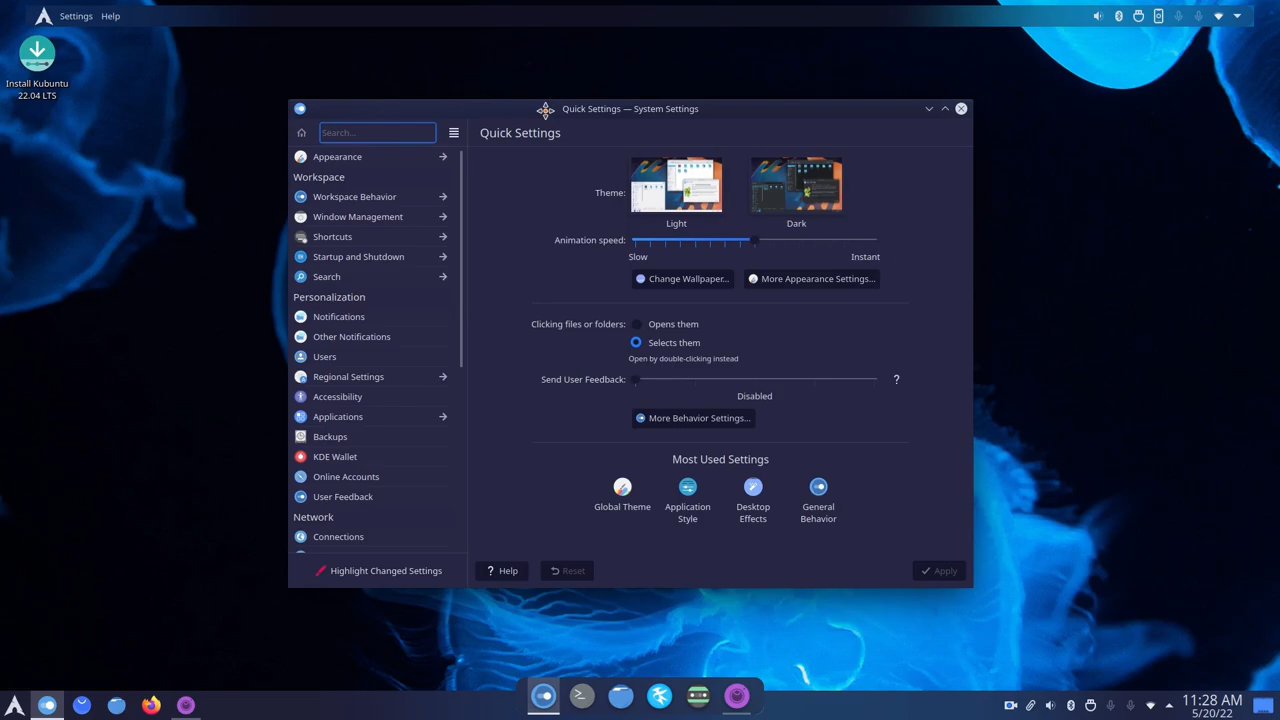 Settings Help
Install Kubuntu
22.04 LTS
Quick Settings — System Settings
Search...
Quick Settings
Appearance
Workspace
Workspace Behavior
Window Management
Shortcuts
Startup and Shutdown
Search
Personalization
Notifications
Other Notifications
Users
Regional Settings
Accessibility
Applications
Backups
KDE Wallet
Online Accounts
User Feedback
Network
Connections
Highlight Changed Settings
Theme:
Light Dark
Animation speed:
Slow Instant
Change Wallpaper... More Appearance Settings...
Clicking files or folders: Opens them
Selects them
Open by double-clicking instead
Send User Feedback: ?
Disabled
More Behavior Settings...
Most Used Settings
Global Theme
Application
Style
Desktop
Effects
General
Behavior
? Help Reset Apply
11:28 AM
5/20/22